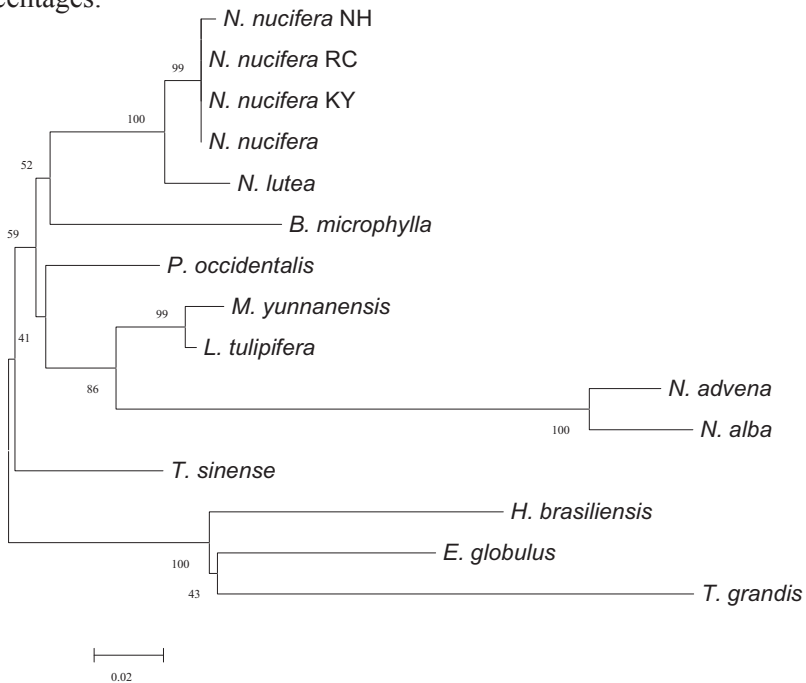 N. nucifera NH
99
N. nucifera RC
N. nucifera KY
100
N. nucifera
52
N. lutea
B. microphylla
59
P. occidentalis
M. yunnanensis
99
41
L. tulipifera
86
N. advena
100
N. alba
T. sinense
H. brasiliensis
E. globulus
100
43
T. grandis
0.02